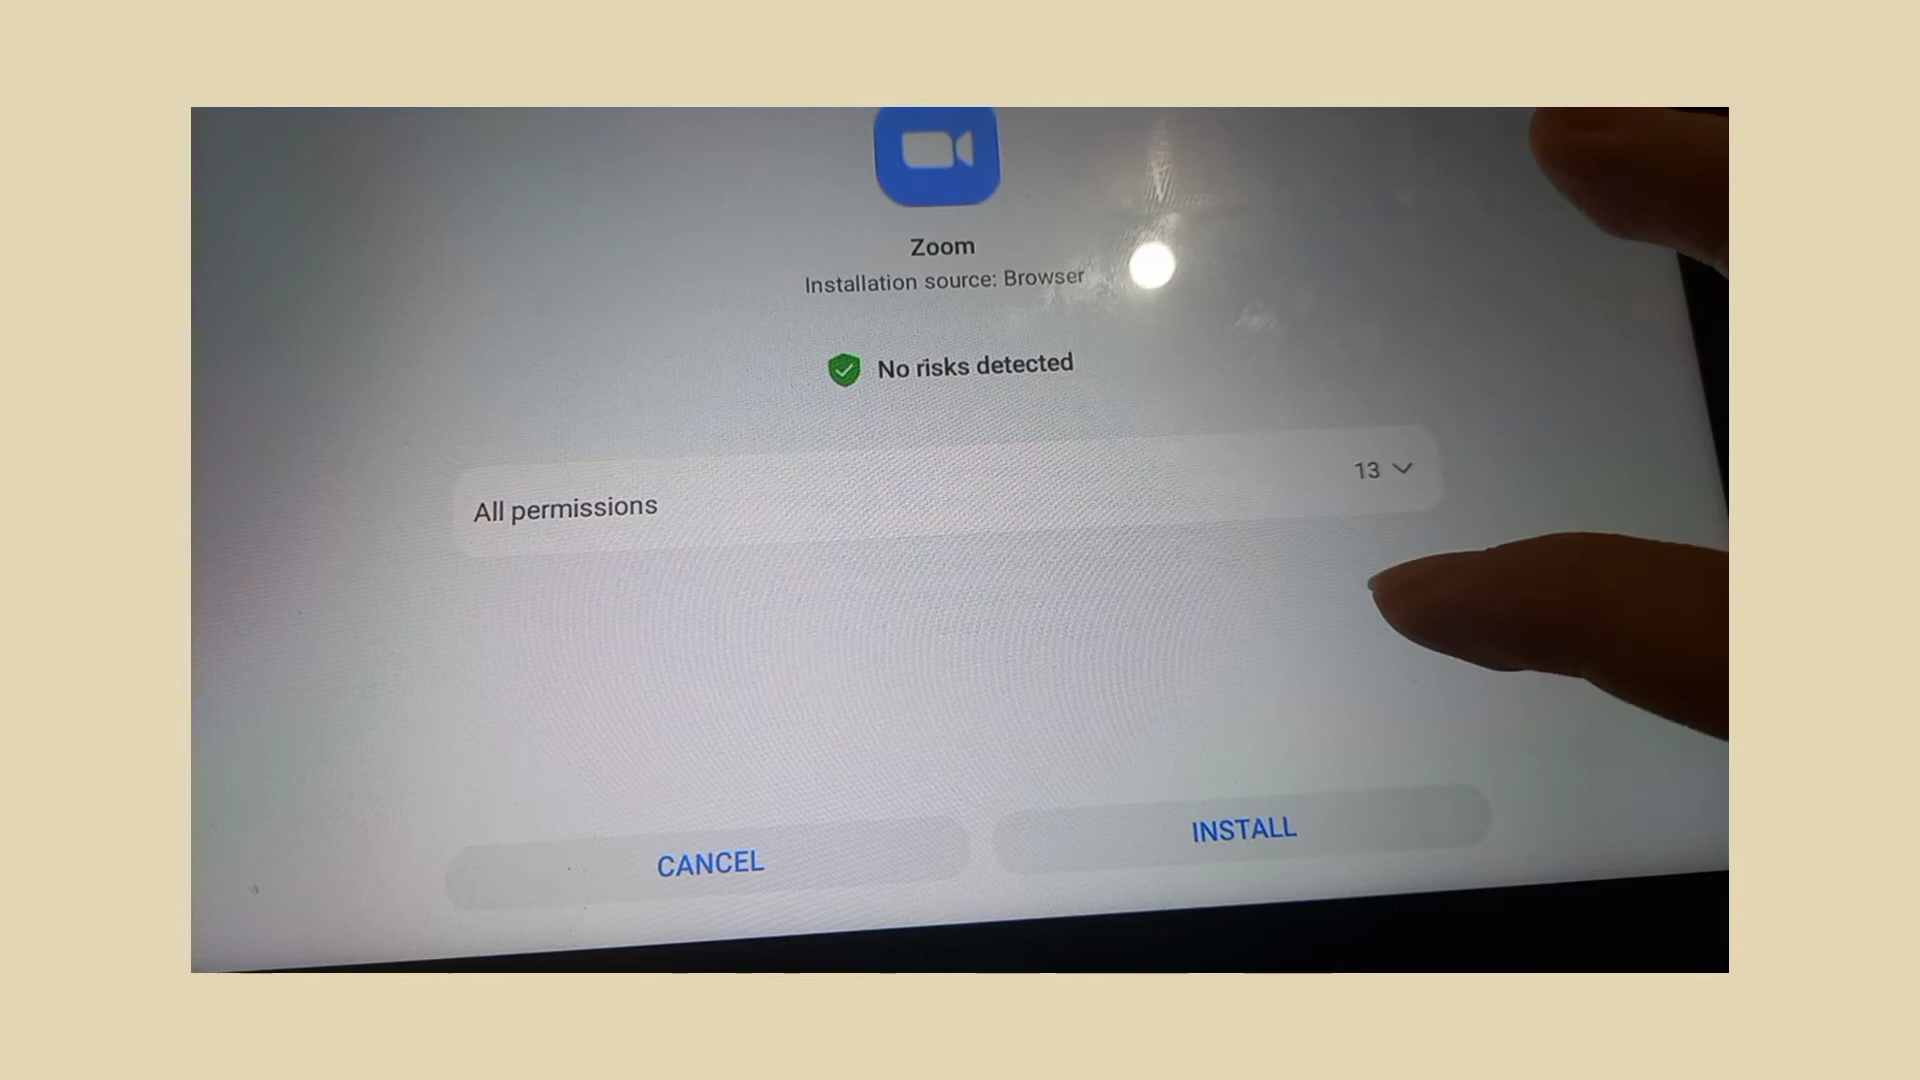 Zoom
Installation source: Browser
No risks detected
All permissions
13
CANCEL
INSTALL